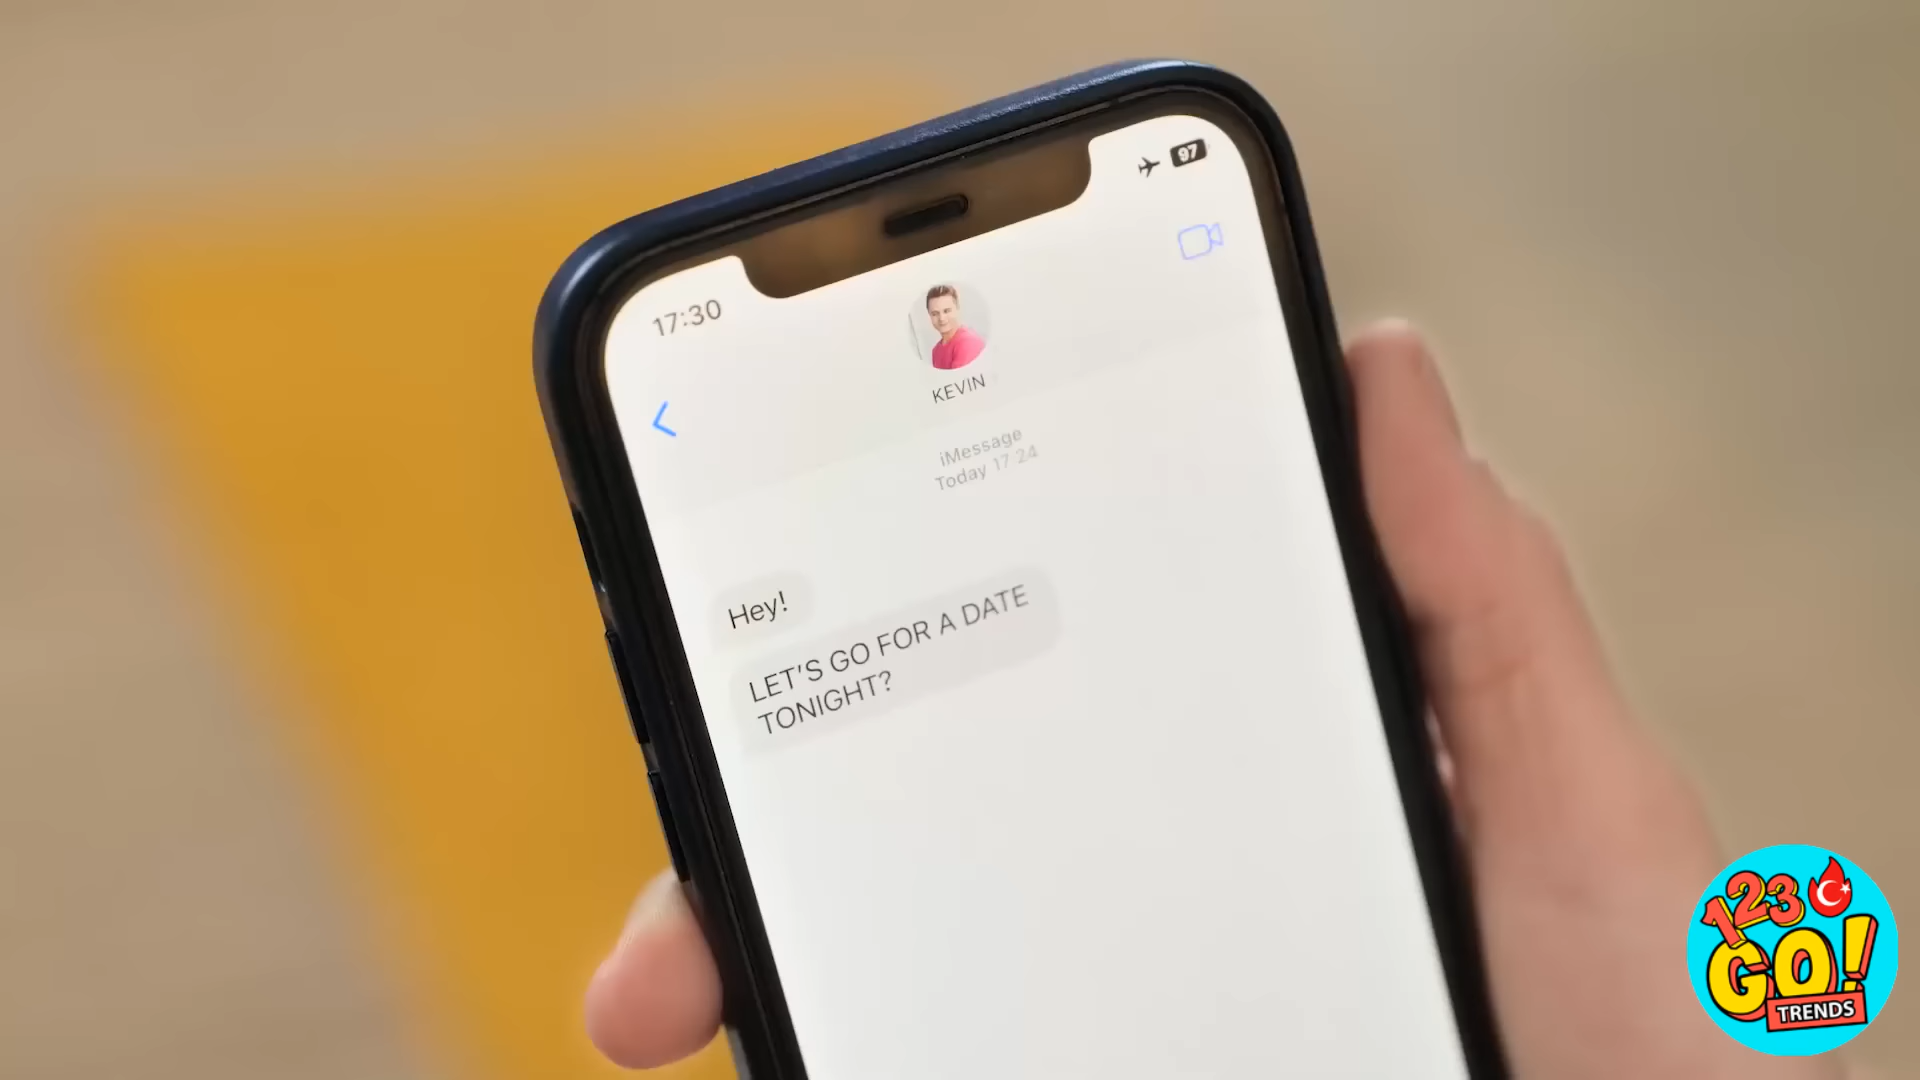 17:30
97
KEVIN
iMessage
Today 17:24
Hey!
LET'S GO FOR A DATE
TONIGHT?
123
GO!
TRENDS